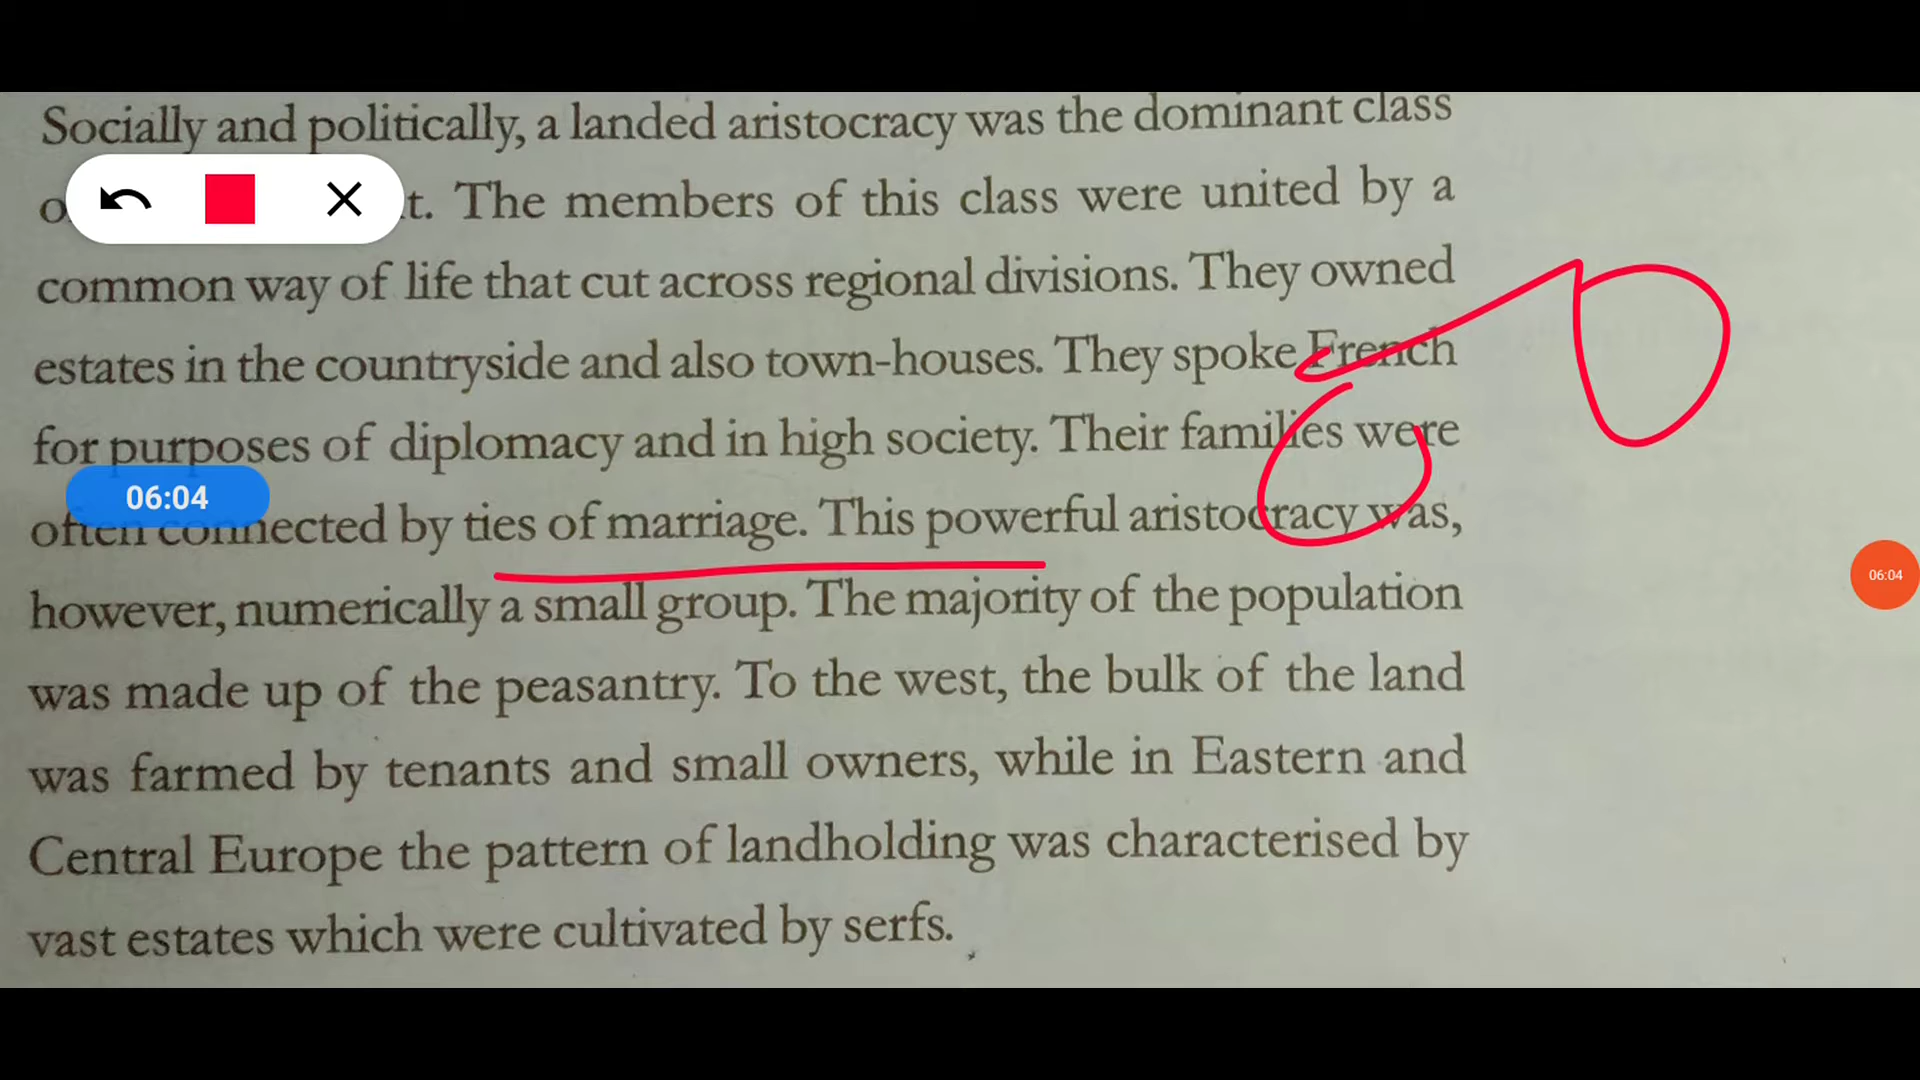 Socially and politically, a landed aristocracy was the dominant class
t. The members of this class were united by a
common way of life that cut across regional divisions. They owned
estates in the countryside and also town-houses. They spoke French
for purposes of diplomacy and in high society. Their families were
06:04
often connected by ties of marriage. This powerful aristocracy was,
06:04
however, numerically a small group. The majority of the population
was made up of the peasantry. To the west, the bulk of the land
was farmed by tenants and small owners, while in Eastern and
Central Europe the pattern of landholding was characterised by
vast estates which were cultivated by serfs.